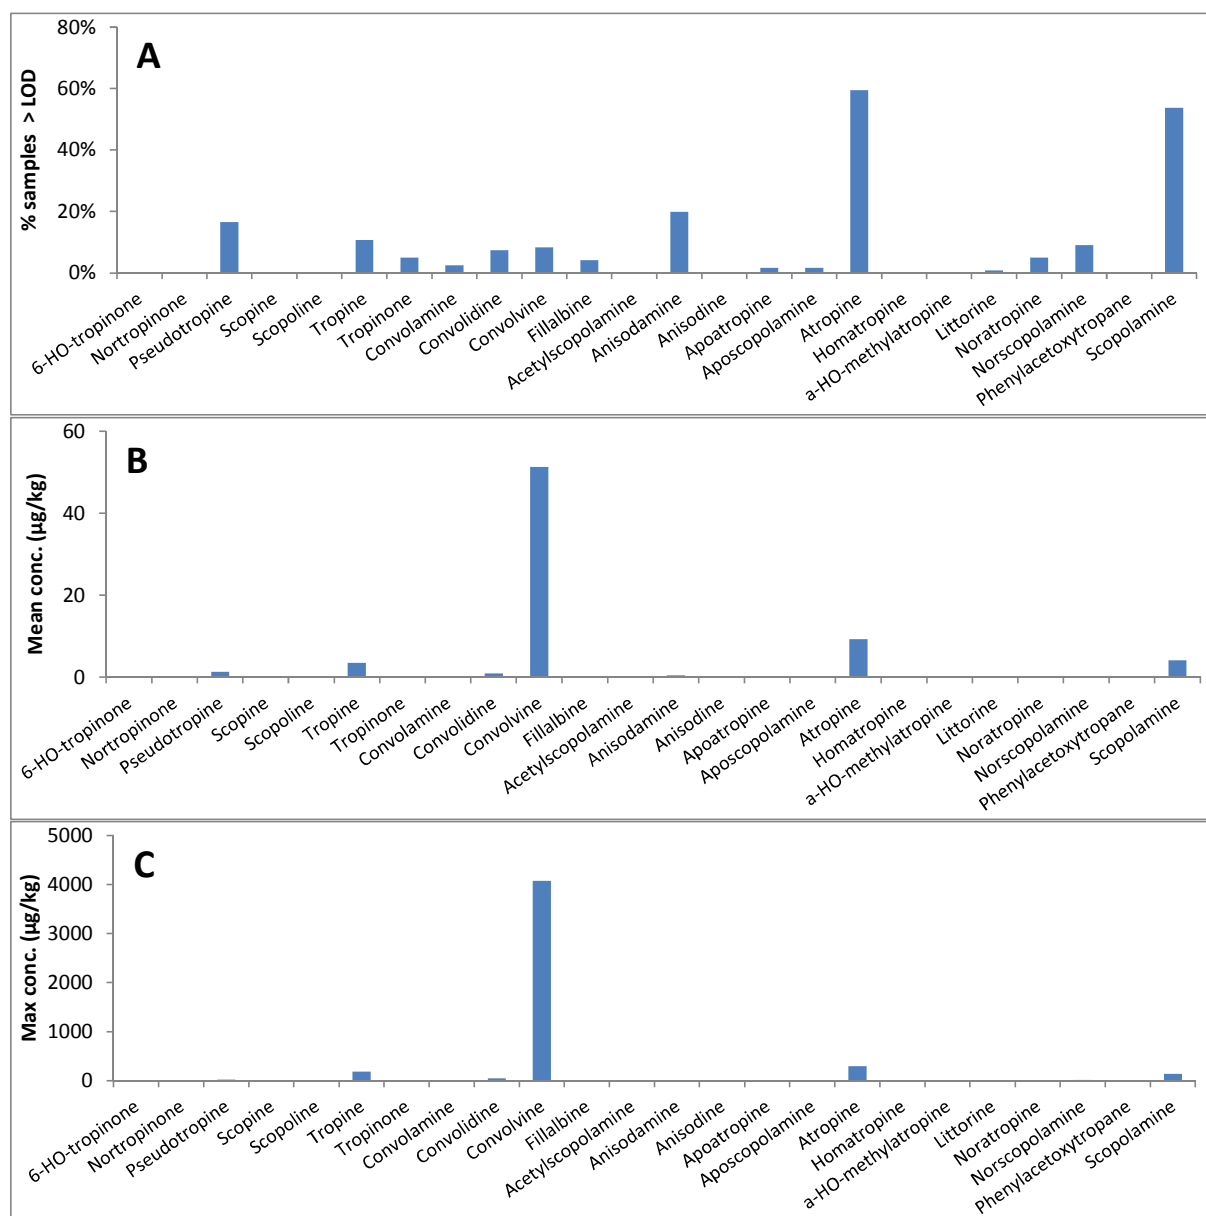 A
% samples > LOD
80%
60%
40%
20%
0%
6-HO-tropinone
Nortropinone
Pseudotropine
Scopine
Scopoline
Tropine
Tropinone
Convolamine
Convolidine
Convolvine
Fillalbine
Acetylscopolamine
Anisodamine
Anisodine
Apoatropine
Aposcopolamine
Atropine
Homatropine
a-HO-methylatropine
Littorine
Noratropine
Norscopolamine
Phenylacetoxytropane
Scopolamine
B
Mean conc. (µg/kg)
60
40
20
0
6-HO-tropinone
Nortropinone
Pseudotropine
Scopine
Scopoline
Tropine
Tropinone
Convolamine
Convolidine
Convolvine
Fillalbine
Acetylscopolamine
Anisodamine
Anisodine
Apoatropine
Aposcopolamine
Atropine
Homatropine
a-HO-methylatropine
Littorine
Noratropine
Norscopolamine
Phenylacetoxytropane
Scopolamine
C
Max conc. (µg/kg)
5000
4000
3000
2000
1000
0
6-HO-tropinone
Nortropinone
Pseudotropine
Scopine
Scopoline
Tropine
Tropinone
Convolamine
Convolidine
Convolvine
Fillalbine
Acetylscopolamine
Anisodamine
Anisodine
Apoatropine
Aposcopolamine
Atropine
Homatropine
a-HO-methylatropine
Littorine
Noratropine
Norscopolamine
Phenylacetoxytropane
Scopolamine